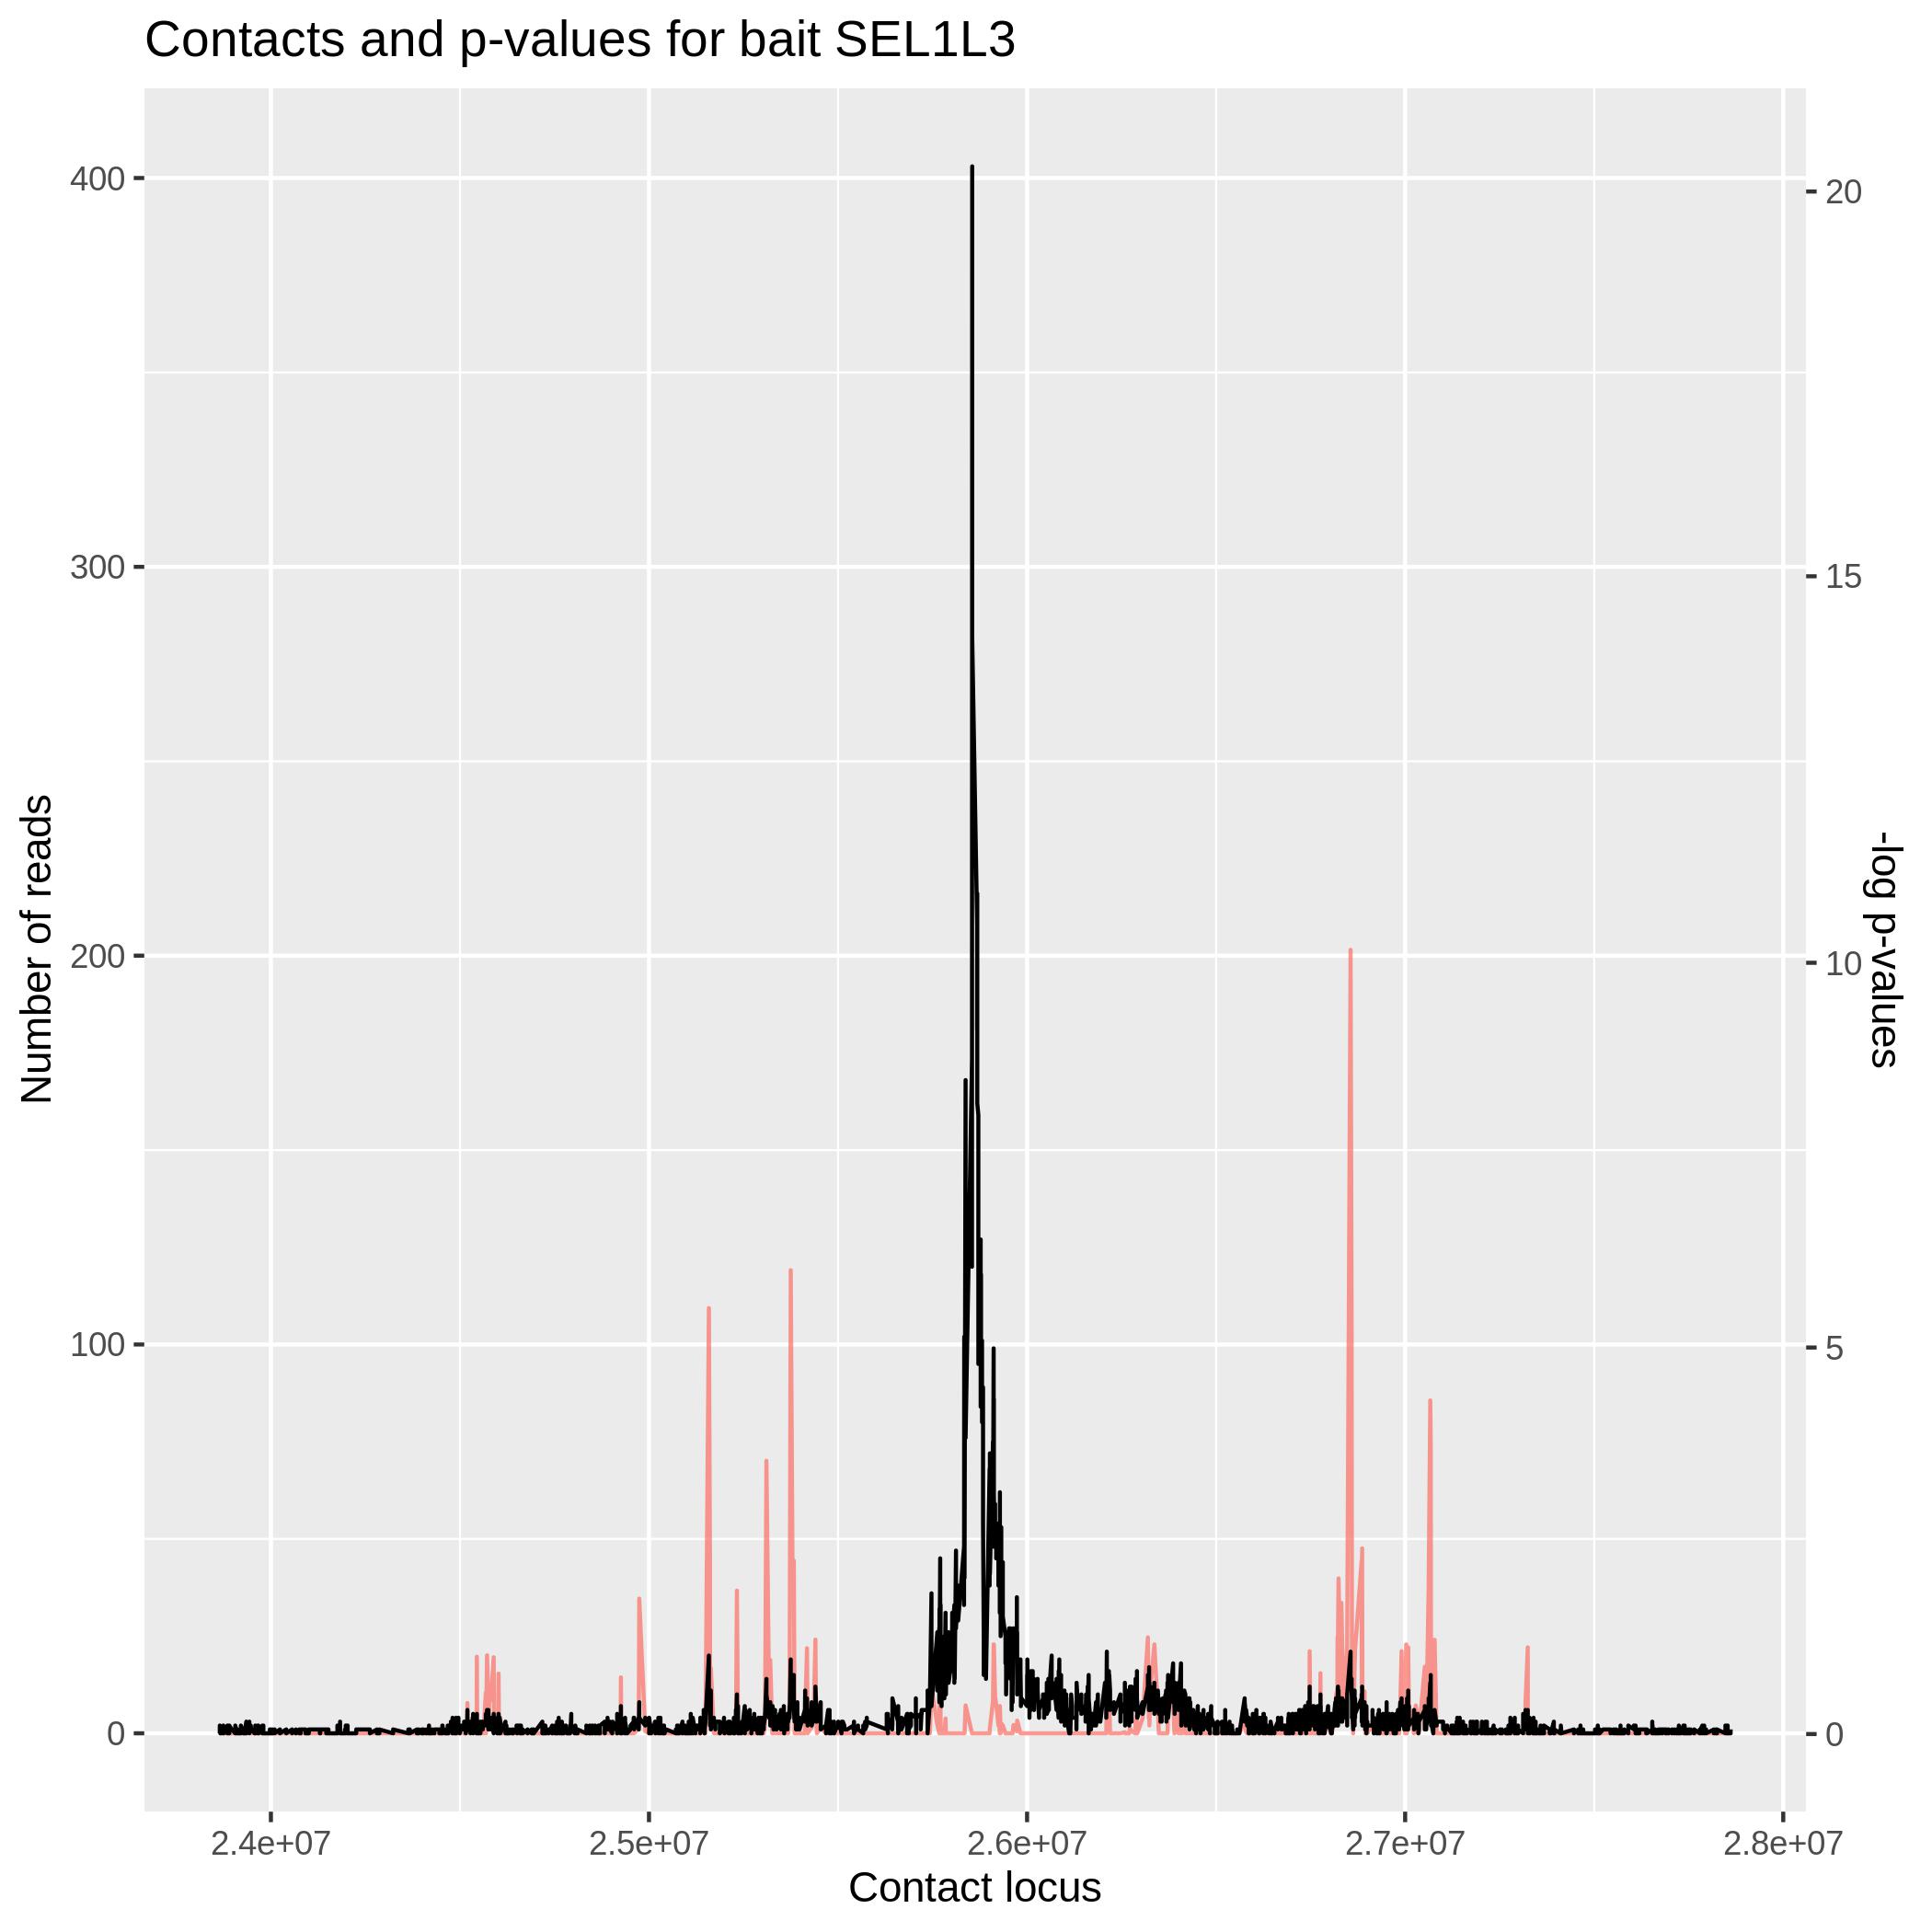 Contacts and p-values for bait SEL1L3
400
300
200
100
0
20
15
10
5
0
Number of reads
-log p-values
2.4e+07 2.5e+07 2.6e+07 2.7e+07 2.8e+07
Contact locus